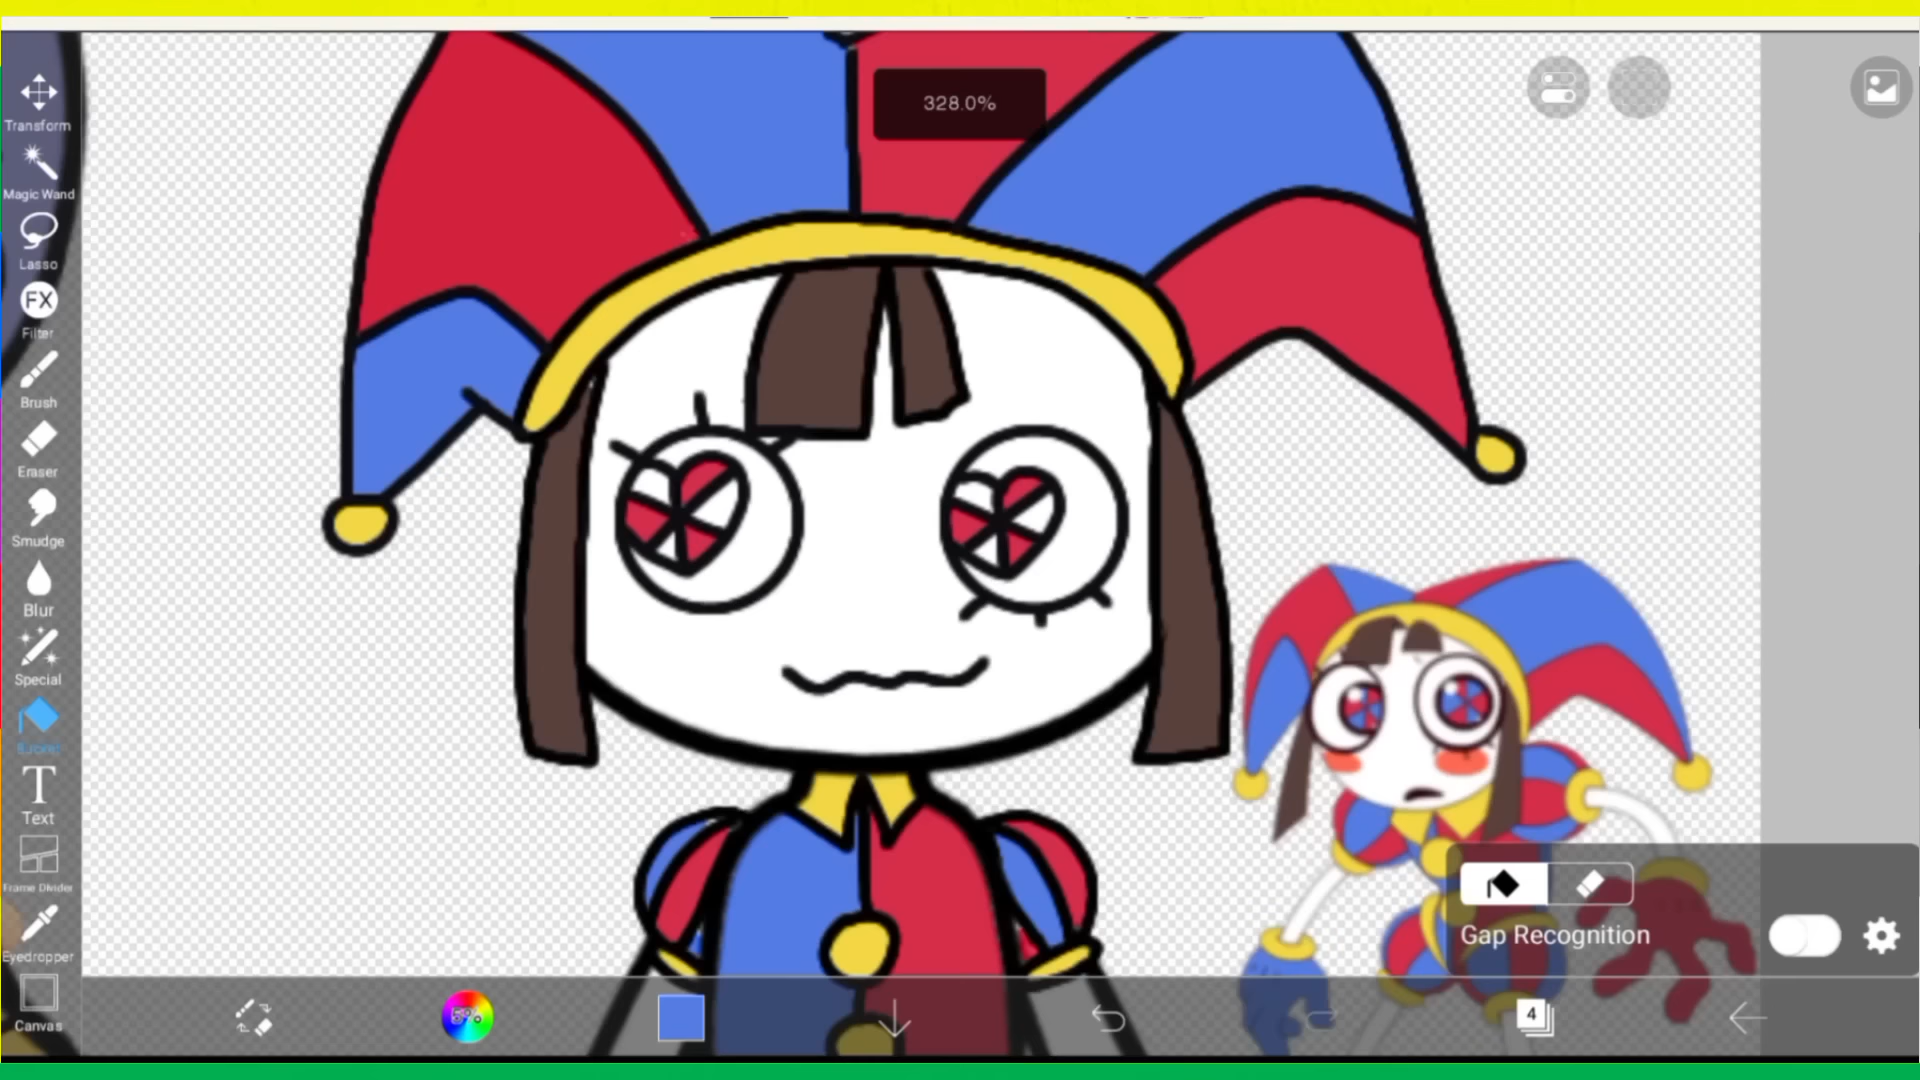 328.0%
Transform
Magic Wand
Lasso
FX
Filter
Brush
Eraser
Smudge
Blur
Special
Bucket
T
Text
Frame Divider
Eyedropper
Canvas
Gap Recognition
4